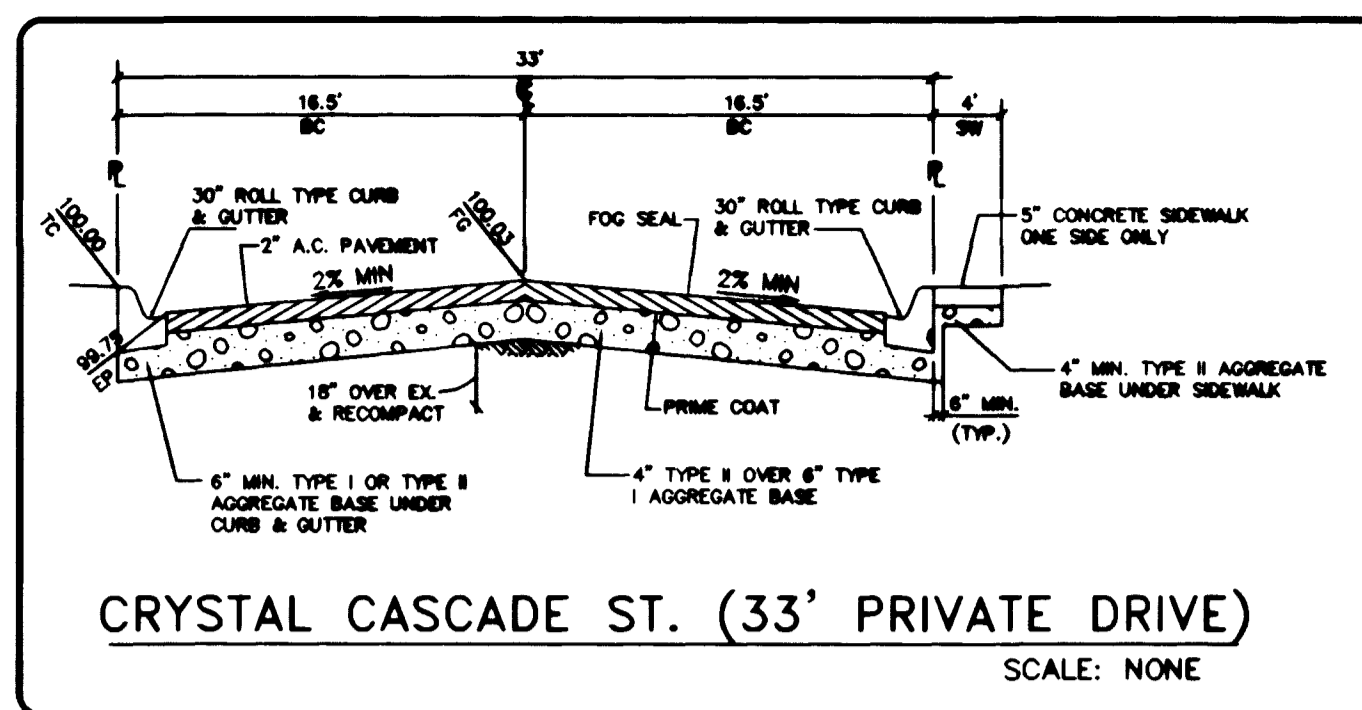 33'
16.5'
BC
16.5'
BC
4'
SW
30" ROLL TYPE CURB
& GUTTER
2" A.C. PAVEMENT
100.00
TC
100.03
FG
FOG SEAL
30" ROLL TYPE CURB
& GUTTER
5" CONCRETE SIDEWALK
ONE SIDE ONLY
2% MIN
2% MIN
EP
18" OVER EX.
& RECOMPACT
PRIME COAT
4" MIN. TYPE II AGGREGATE
BASE UNDER SIDEWALK
6" MIN.
(TYP.)
6" MIN. TYPE I OR TYPE II
AGGREGATE BASE UNDER
CURB & GUTTER
4" TYPE II OVER 6" TYPE
I AGGREGATE BASE
CRYSTAL CASCADE ST. (33' PRIVATE DRIVE)
SCALE: NONE